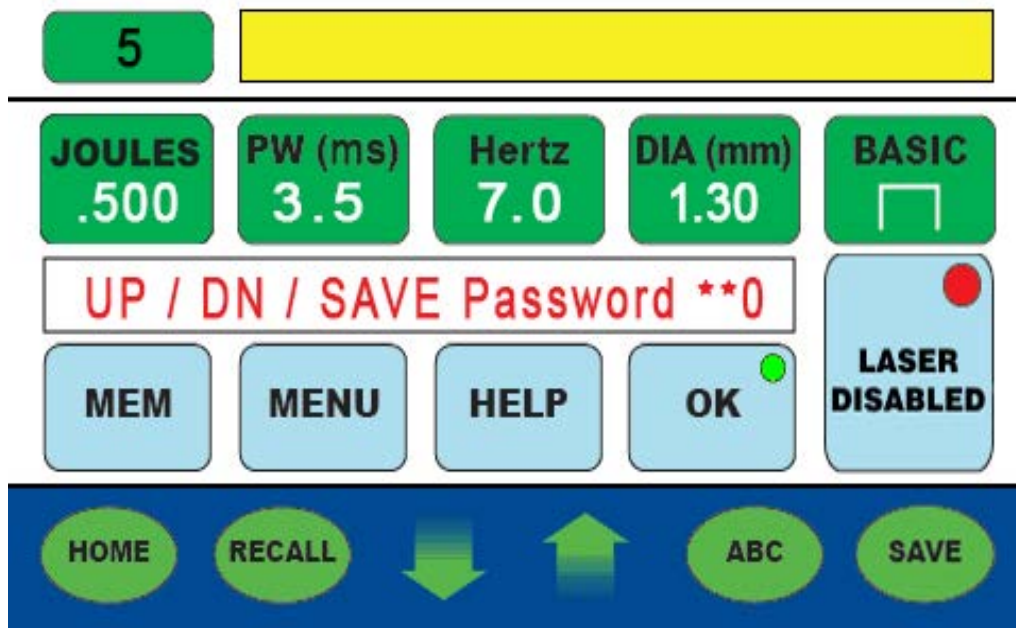 5
JOULES PW (ms) Hertz DIA (mm) BASIC
.500 3.5 7.0 1.30
UP / DN / SAVE Password **0
LASER
DISABLED
MEM MENU HELP OK
HOME RECALL ABC SAVE